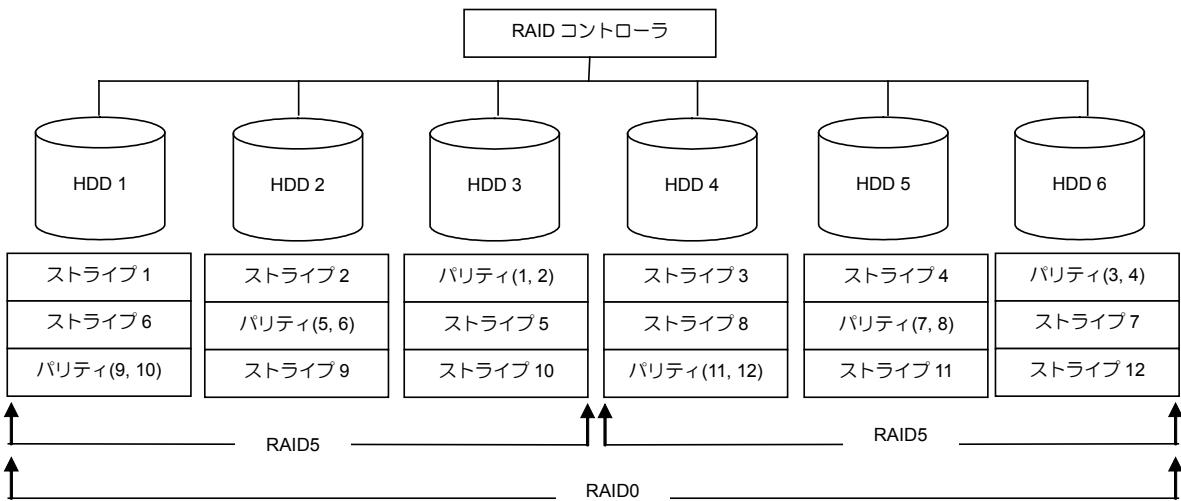 RAID コントローラ
HDD 1
HDD 2
HDD 3
HDD 4
HDD 5
HDD 6
ストライプ 1
ストライプ 2
パリティ(1, 2)
ストライプ 3
ストライプ 4
パリティ(3, 4)
ストライプ 6
パリティ(5, 6)
ストライプ 5
ストライプ 8
パリティ(7, 8)
ストライプ 7
パリティ(9, 10)
ストライプ 9
ストライプ 10
パリティ(11, 12)
ストライプ 11
ストライプ 12
RAID5
RAID5
RAID0